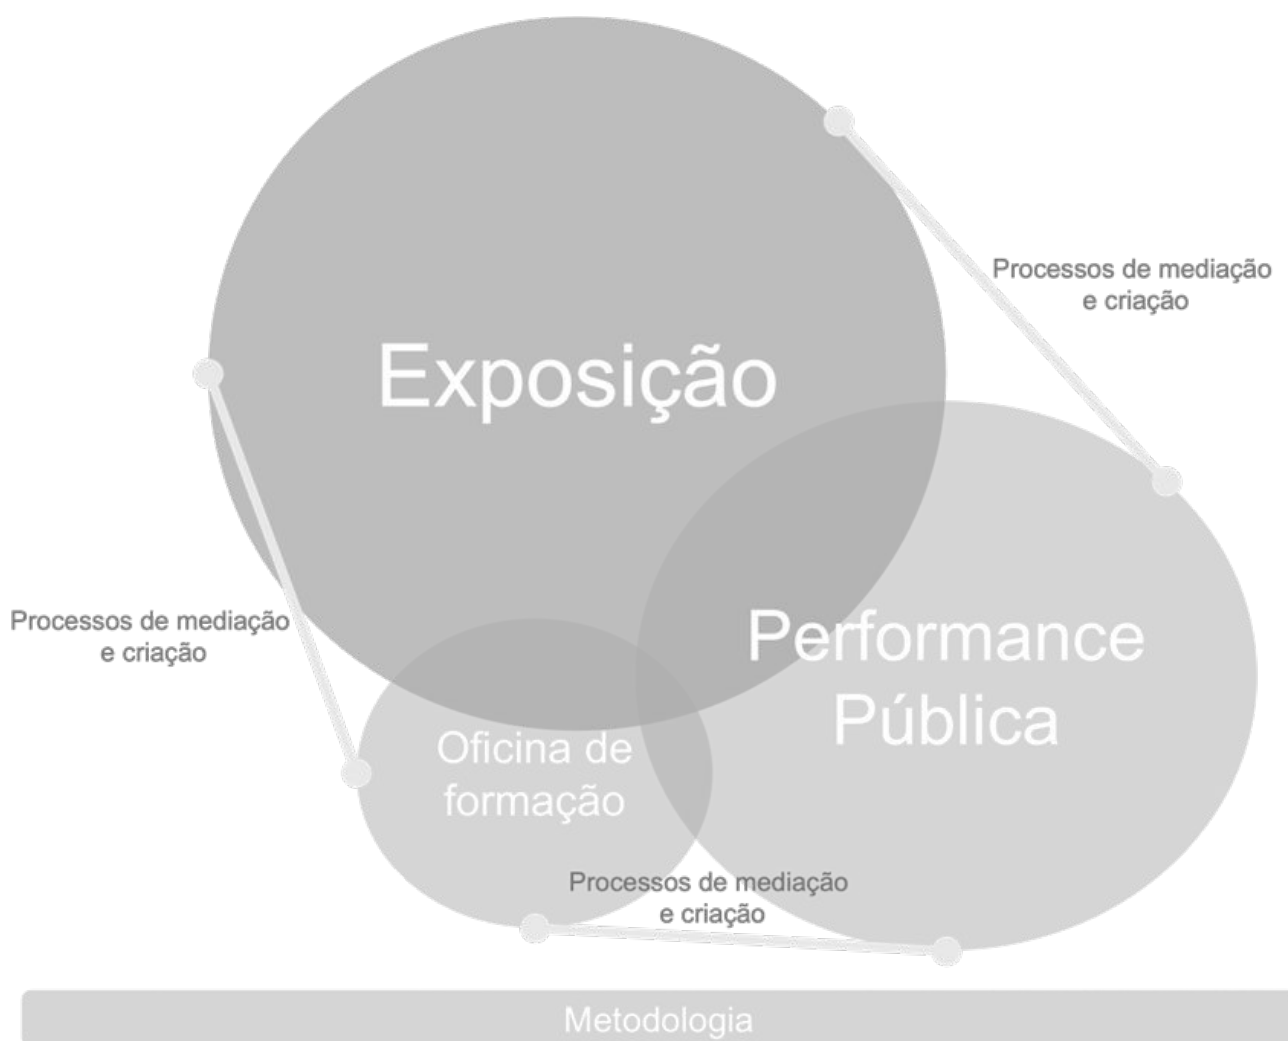 Processos de mediação
e criação
Exposição
Processos de mediação
e criação
Performance
Pública
Oficina de
formação
Processos de mediação
e criação
Metodologia